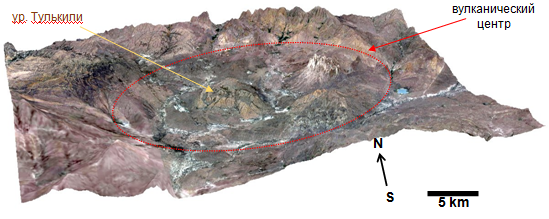 ур. Тулькили
вулканический
центр
N
S
5 km